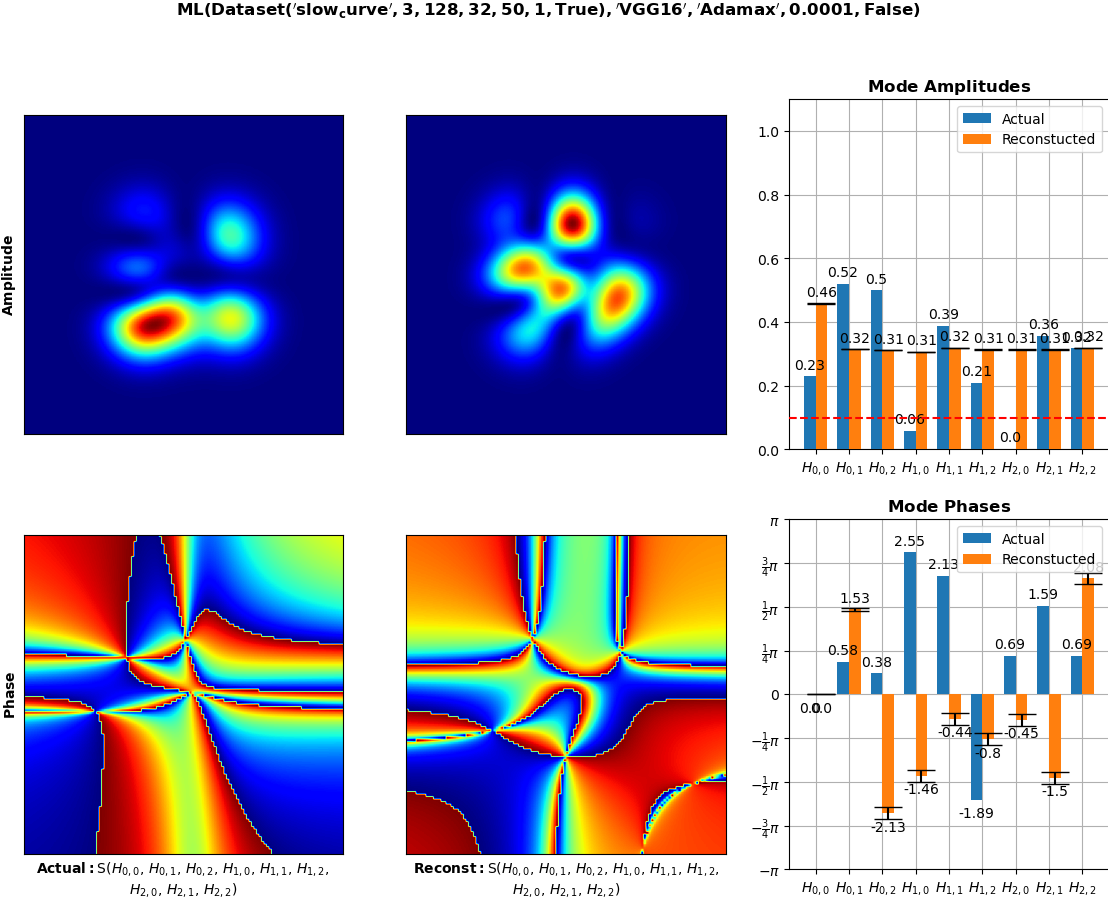 ML(Dataset('slow_curve', 3, 128, 32, 50, 1, True), 'VGG16', 'Adamax', 0.0001, False)
Mode Amplitudes
Amplitude
1.0
0.8
0.6
0.4
0.2
0.0
Actual
Reconstucted
0.23
0.46
0.52
0.32
0.5
0.31
0.06
0.31
0.39
0.32
0.21
0.31
0.0
0.31
0.36
0.31
0.32
0.32
H0,0 H0,1 H0,2 H1,0 H1,1 H1,2 H2,0 H2,1 H2,2
Mode Phases
Phase
π
3/4π
1/2π
1/4π
0
−1/4π
−1/2π
−3/4π
−π
Actual
Reconstucted
0.0
0.0
0.58
1.53
0.38
-2.13
2.55
-1.46
2.13
-0.44
-1.89
-0.8
0.69
-0.45
1.59
-1.5
0.69
2.08
H0,0 H0,1 H0,2 H1,0 H1,1 H1,2 H2,0 H2,1 H2,2
Actual: S(H0,0, H0,1, H0,2, H1,0, H1,1, H1,2,
H2,0, H2,1, H2,2)
Reconst: S(H0,0, H0,1, H0,2, H1,0, H1,1, H1,2,
H2,0, H2,1, H2,2)